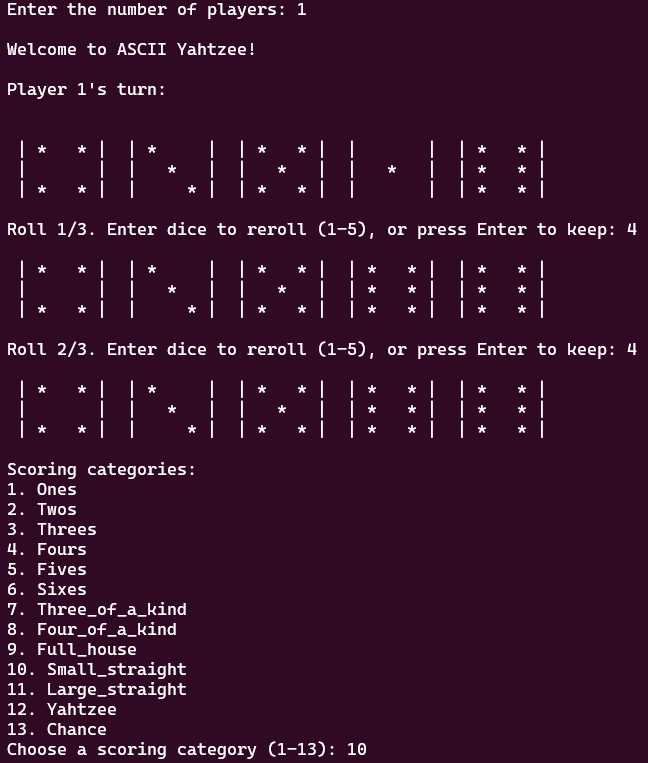 Enter the number of players: 1
Welcome to ASCII Yahtzee!
Player 1's turn:
| *   * |  | *     |  | *   * |  |       |  | *   * |
|       |  |   *   |  |   *   |  |   *   |  | *   * |
| *   * |  |     * |  | *   * |  |       |  | *   * |
Roll 1/3. Enter dice to reroll (1-5), or press Enter to keep: 4
| *   * |  | *     |  | *   * |  | *   * |  | *   * |
|       |  |   *   |  |   *   |  | *   * |  | *   * |
| *   * |  |     * |  | *   * |  | *   * |  | *   * |
Roll 2/3. Enter dice to reroll (1-5), or press Enter to keep: 4
| *   * |  | *     |  | *   * |  | *   * |  | *   * |
|       |  |   *   |  |   *   |  | *   * |  | *   * |
| *   * |  |     * |  | *   * |  | *   * |  | *   * |
Scoring categories:
1. Ones
2. Twos
3. Threes
4. Fours
5. Fives
6. Sixes
7. Three_of_a_kind
8. Four_of_a_kind
9. Full_house
10. Small_straight
11. Large_straight
12. Yahtzee
13. Chance
Choose a scoring category (1-13): 10